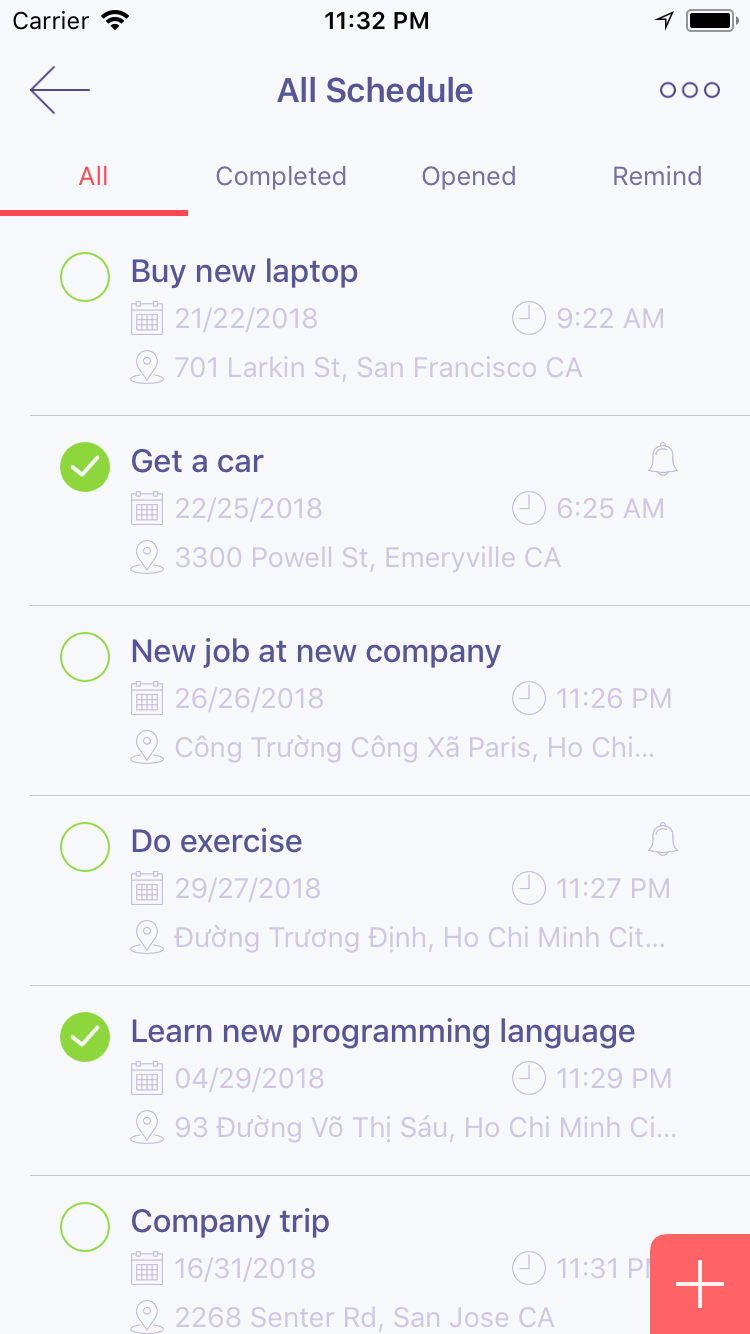 Carrier 11:32 PM
All Schedule
All Completed Opened Remind
Buy new laptop
21/22/2018 9:22 AM
701 Larkin St, San Francisco CA
Get a car
22/25/2018 6:25 AM
3300 Powell St, Emeryville CA
New job at new company
26/26/2018 11:26 PM
Công Trường Công Xã Paris, Ho Chi...
Do exercise
29/27/2018 11:27 PM
Đường Trương Định, Ho Chi Minh Cit...
Learn new programming language
04/29/2018 11:29 PM
93 Đường Võ Thị Sáu, Ho Chi Minh Ci...
Company trip
16/31/2018 11:31 PM
2268 Senter Rd, San Jose CA